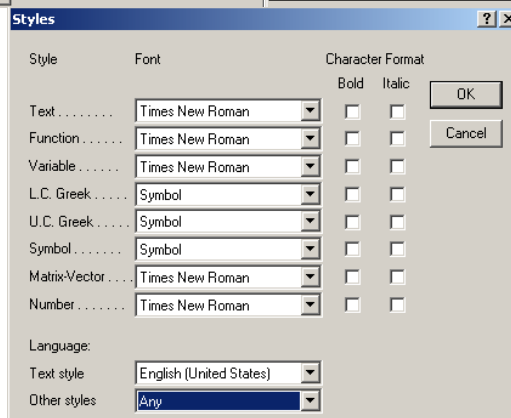 Styles
Style Font Character Format
Bold Italic
OK
Text . . . . . . . . Times New Roman
Cancel
Function . . . . . . Times New Roman
Variable . . . . . . Times New Roman
L.C. Greek . . . . . Symbol
U.C. Greek . . . . . Symbol
Symbol . . . . . . . Symbol
Matrix-Vector . . . . Times New Roman
Number . . . . . . . Times New Roman
Language:
Text style English (United States)
Other styles Any